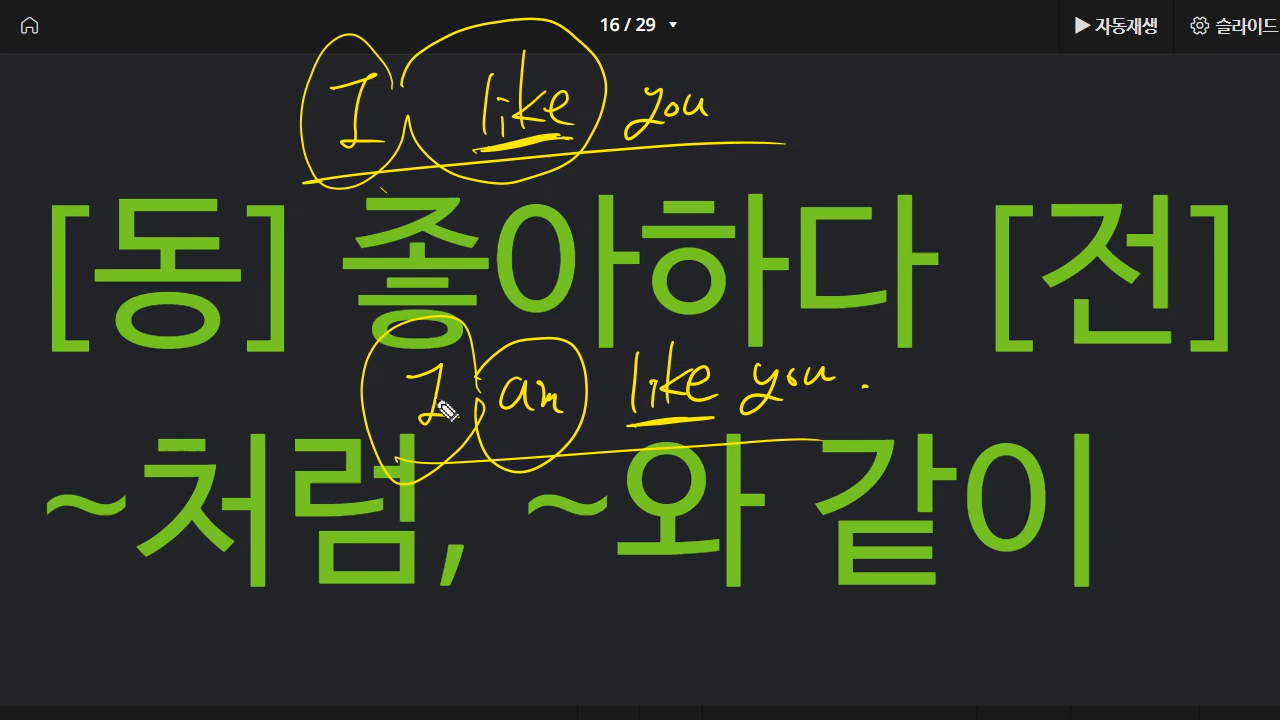 16 / 29 ▼
▶ 자동재생
슬라이드
I like you
[동] 좋아하다 [전]
I am like you.
~처럼, ~와 같이